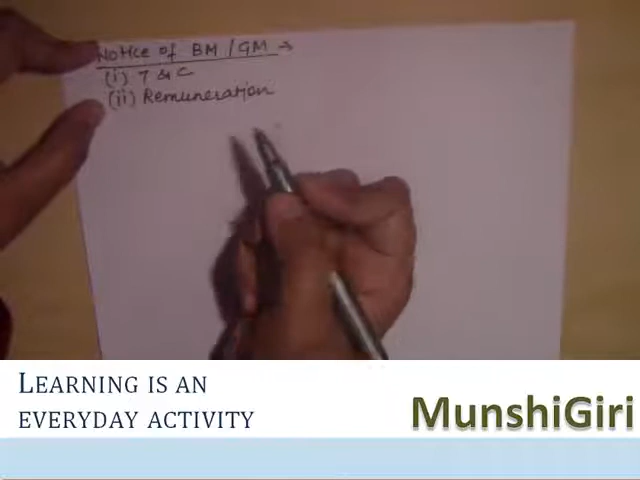 Notice of BM / GM →
(i) T & C
(ii) Remuneration
LEARNING IS AN
EVERYDAY ACTIVITY
MunshiGiri